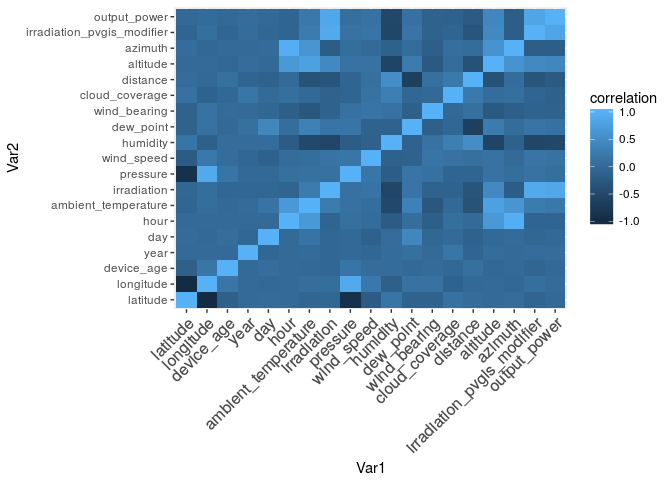 output_power
irradiation_pvgis_modifier
azimuth
altitude
distance
cloud_coverage
wind_bearing
dew_point
humidity
wind_speed
pressure
irradiation
ambient_temperature
hour
day
year
device_age
longitude
latitude
Var2
latitude
longitude
device_age
year
day
hour
ambient_temperature
irradiation
pressure
wind_speed
humidity
dew_point
wind_bearing
cloud_coverage
distance
altitude
azimuth
irradiation_pvgis_modifier
output_power
Var1
correlation
1.0
0.5
0.0
-0.5
-1.0